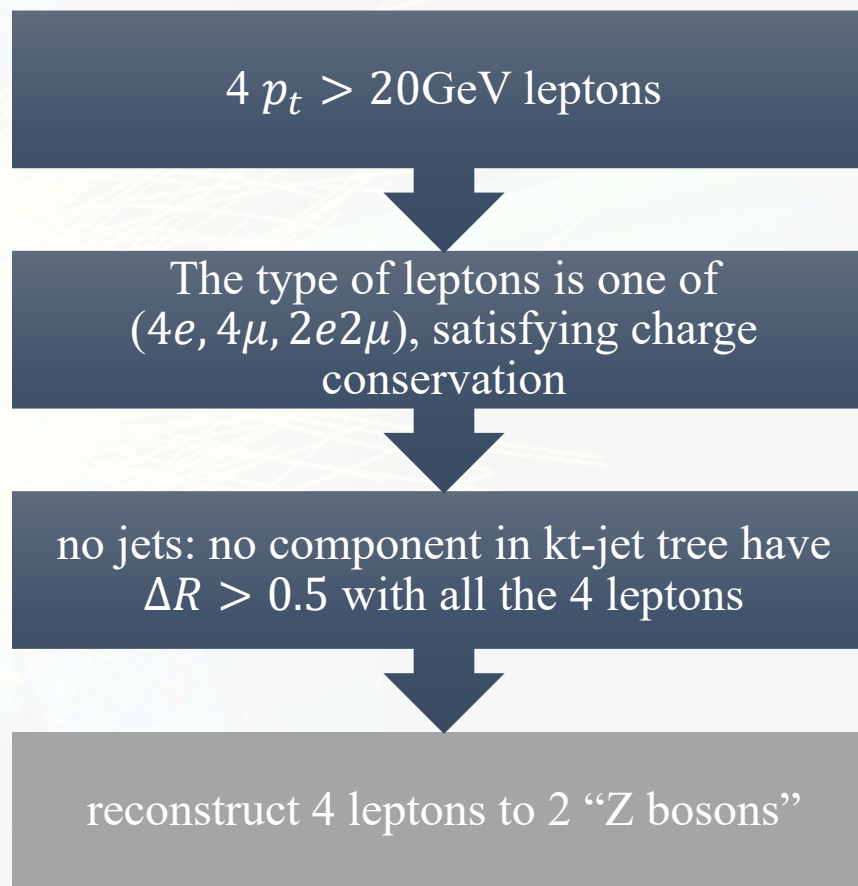 4 𝑝ₜ > 20GeV leptons
The type of leptons is one of
(4𝑒, 4𝜇, 2𝑒2𝜇), satisfying charge
conservation
no jets: no component in kt-jet tree have
Δ𝑅 > 0.5 with all the 4 leptons
reconstruct 4 leptons to 2 “Z bosons”